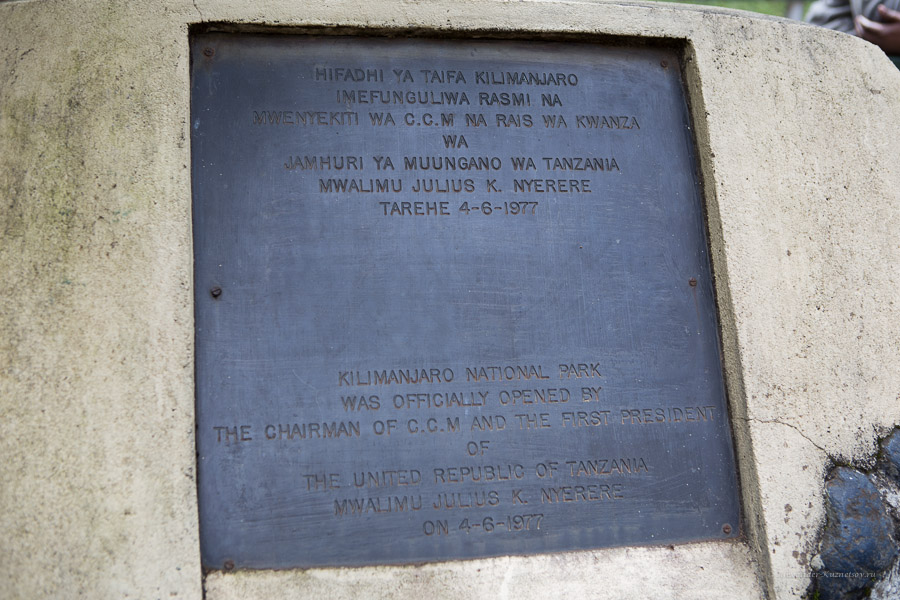 HIFADHI YA TAIFA KILIMANJARO
IMEFUNGULIWA RASMI NA
MWENYEKITI WA C.C.M NA RAIS WA KWANZA
WA
JAMHURI YA MUUNGANO WA TANZANIA
MWALIMU JULIUS K. NYERERE
TAREHE 4-6-1977
KILIMANJARO NATIONAL PARK
WAS OFFICIALLY OPENED BY
THE CHAIRMAN OF C.C.M AND THE FIRST PRESIDENT
OF
THE UNITED REPUBLIC OF TANZANIA
MWALIMU JULIUS K. NYERERE
ON 4-6-1977
Kuznetsov.ru